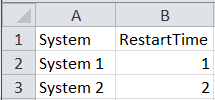 A B
1 System RestartTime
2 System 1 1
3 System 2 2